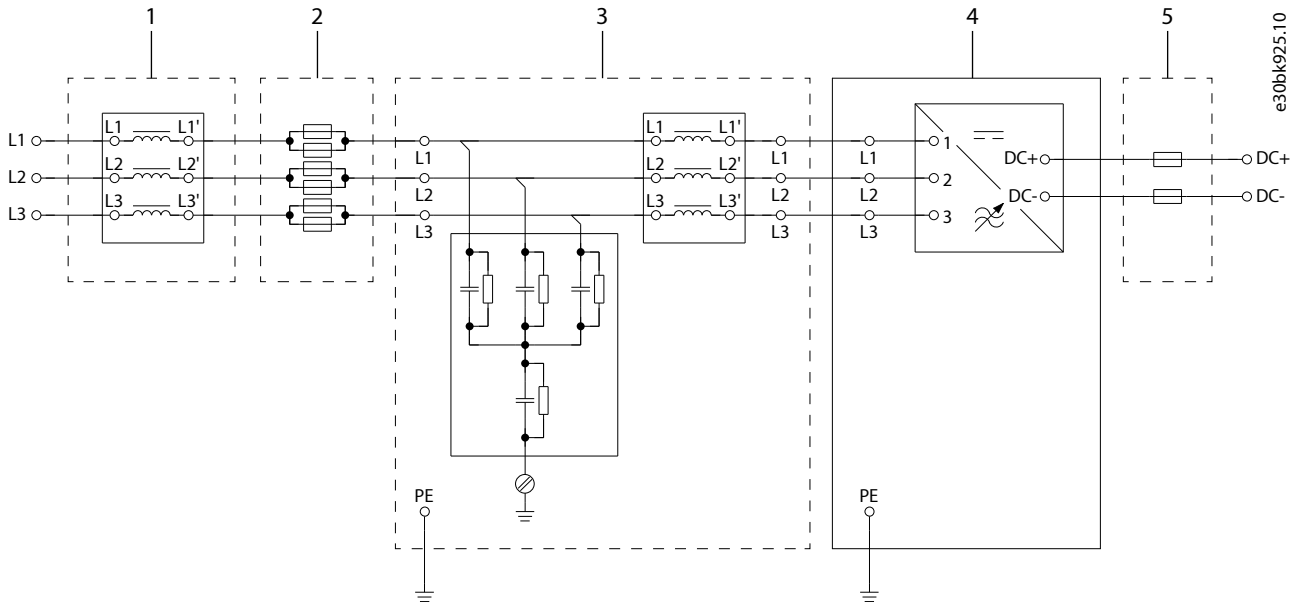 1 2 3 4 5
e30bk925.10
L1 L1' L1 L1'
L1 L1 L1 L1 1 DC+ DC+
L2 L2' L2 L2'
L2 L2 L2 L2 2
L3 L3' L3 L3' DC- DC-
L3 L3 L3 L3 3
PE PE